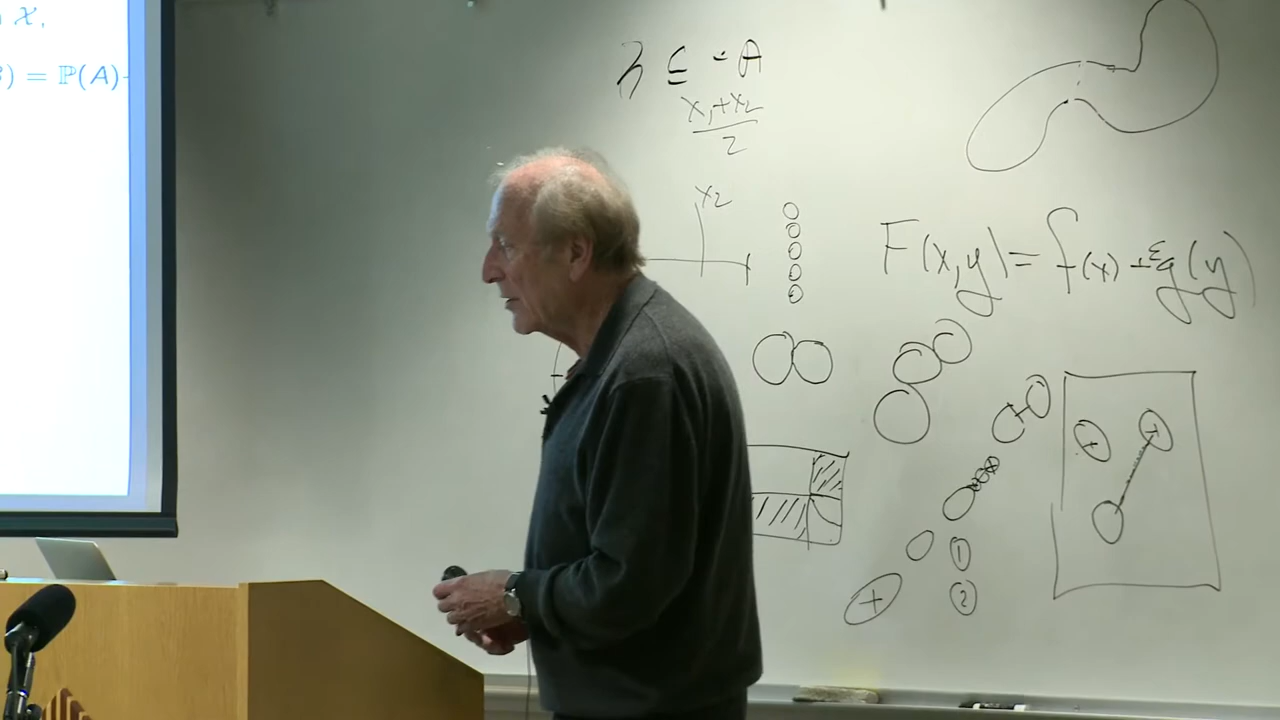 𝒳,
) = ℙ(A)-
x₁+x₂
2
x₂
F(x,y) = f(x) + εg(y)
+
+
1
2
+